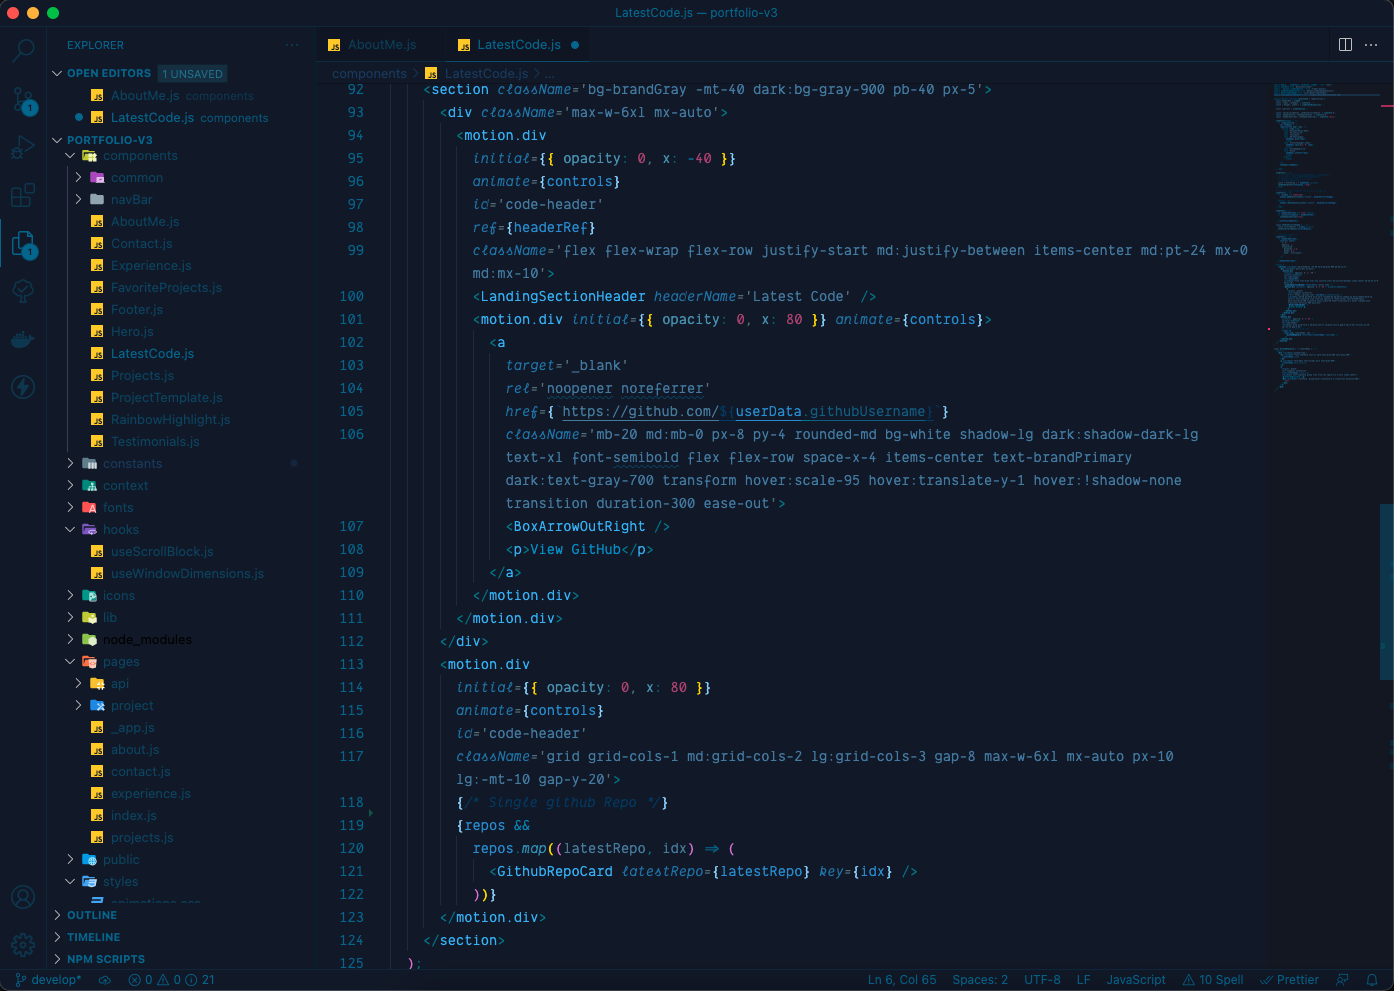 LatestCode.js — portfolio-v3
EXPLORER
OPEN EDITORS 1 UNSAVED
AboutMe.js components
LatestCode.js components
PORTFOLIO-V3
components
common
navBar
AboutMe.js
Contact.js
Experience.js
FavoriteProjects.js
Footer.js
Hero.js
LatestCode.js
Projects.js
ProjectTemplate.js
RainbowHighlight.js
Testimonials.js
constants
context
fonts
hooks
useScrollBlock.js
useWindowDimensions.js
icons
lib
node_modules
pages
api
project
_app.js
about.js
contact.js
experience.js
index.js
projects.js
public
styles
animations.css
OUTLINE
TIMELINE
NPM SCRIPTS
AboutMe.js
LatestCode.js
components > LatestCode.js > ...
92 <section className='bg-brandGray -mt-40 dark:bg-gray-900 pb-40 px-5'>
93 <div className='max-w-6xl mx-auto'>
94 <motion.div
95 initial={{ opacity: 0, x: -40 }}
96 animate={controls}
97 id='code-header'
98 ref={headerRef}
99 className='flex flex-wrap flex-row justify-start md:justify-between items-center md:pt-24 mx-0
md:mx-10'>
100 <LandingSectionHeader headerName='Latest Code' />
101 <motion.div initial={{ opacity: 0, x: 80 }} animate={controls}>
102 <a
103 target='_blank'
104 rel='noopener noreferrer'
105 href={`https://github.com/${userData.githubUsername}`}
106 className='mb-20 md:mb-0 px-8 py-4 rounded-md bg-white shadow-lg dark:shadow-dark-lg
text-xl font-semibold flex flex-row space-x-4 items-center text-brandPrimary
dark:text-gray-700 transform hover:scale-95 hover:translate-y-1 hover:!shadow-none
transition duration-300 ease-out'>
107 <BoxArrowOutRight />
108 <p>View GitHub</p>
109 </a>
110 </motion.div>
111 </motion.div>
112 </div>
113 <motion.div
114 initial={{ opacity: 0, x: 80 }}
115 animate={controls}
116 id='code-header'
117 className='grid grid-cols-1 md:grid-cols-2 lg:grid-cols-3 gap-8 max-w-6xl mx-auto px-10
lg:-mt-10 gap-y-20'>
118 {/* Single github Repo */}
119 {repos &&
120 repos.map((latestRepo, idx) => (
121 <GithubRepoCard latestRepo={latestRepo} key={idx} />
122 ))}
123 </motion.div>
124 </section>
125 );
1
1
develop* 0 0 21 Ln 6, Col 65 Spaces: 2 UTF-8 LF JavaScript 10 Spell Prettier